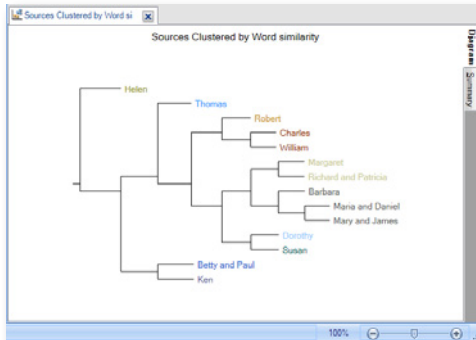 Sources Clustered by Word si
Sources Clustered by Word similarity
Diagram
Summary
Helen
Thomas
Robert
Charles
William
Margaret
Richard and Patricia
Barbara
Maria and Daniel
Mary and James
Dorothy
Susan
Betty and Paul
Ken
100%